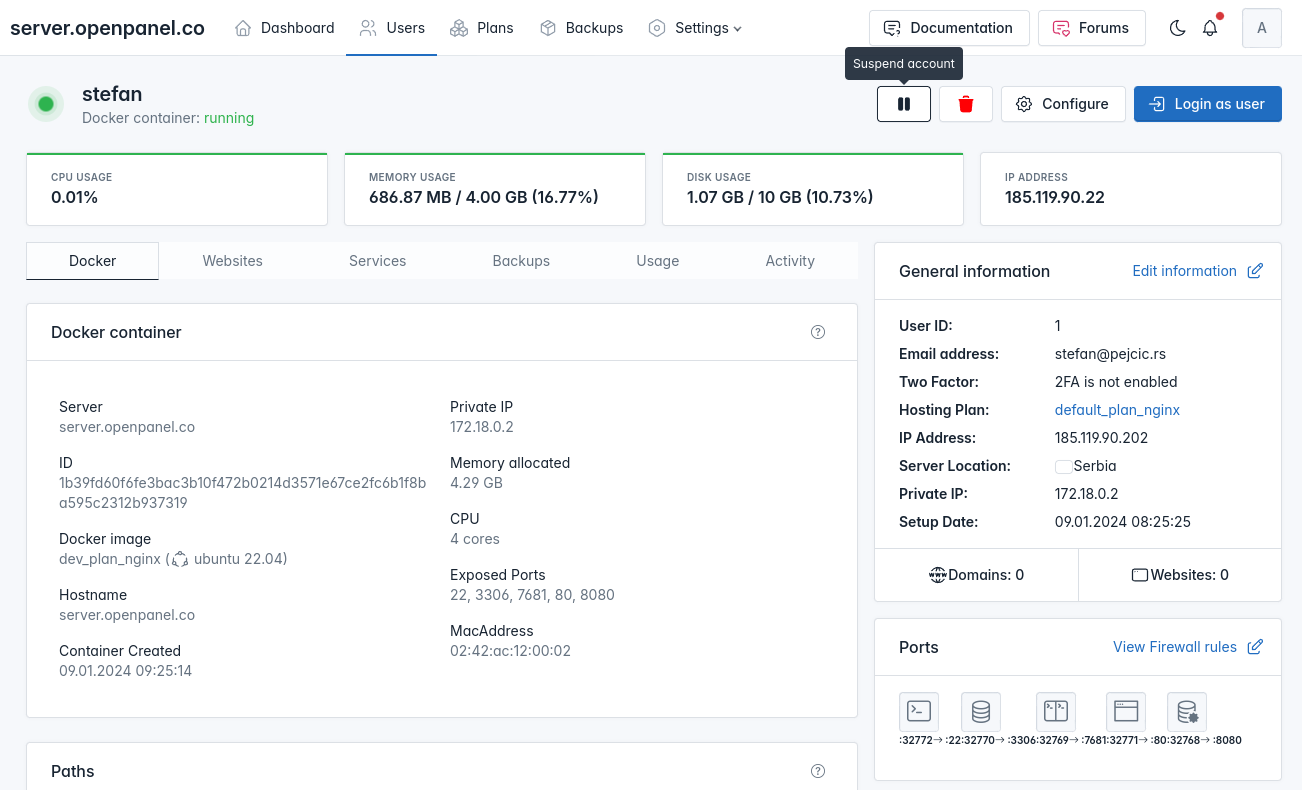 server.openpanel.co
Dashboard
Users
Plans
Backups
Settings
Documentation
Forums
A
Suspend account
stefan
Docker container: running
Configure
Login as user
CPU USAGE
0.01%
MEMORY USAGE
686.87 MB / 4.00 GB (16.77%)
DISK USAGE
1.07 GB / 10 GB (10.73%)
IP ADDRESS
185.119.90.22
Docker
Websites
Services
Backups
Usage
Activity
Docker container
Server
server.openpanel.co
ID
1b39fd60f6fe3bac3b10f472b0214d3571e67ce2fc6b1f8b
a595c2312b937319
Docker image
dev_plan_nginx ( ubuntu 22.04)
Hostname
server.openpanel.co
Container Created
09.01.2024 09:25:14
Private IP
172.18.0.2
Memory allocated
4.29 GB
CPU
4 cores
Exposed Ports
22, 3306, 7681, 80, 8080
MacAddress
02:42:ac:12:00:02
Paths
General information
Edit information
User ID: 1
Email address: stefan@pejcic.rs
Two Factor: 2FA is not enabled
Hosting Plan: default_plan_nginx
IP Address: 185.119.90.202
Server Location: Serbia
Private IP: 172.18.0.2
Setup Date: 09.01.2024 08:25:25
Domains: 0
Websites: 0
Ports
View Firewall rules
:32772→ :22:32770→ :3306:32769→ :7681:32771→ :80:32768→ :8080